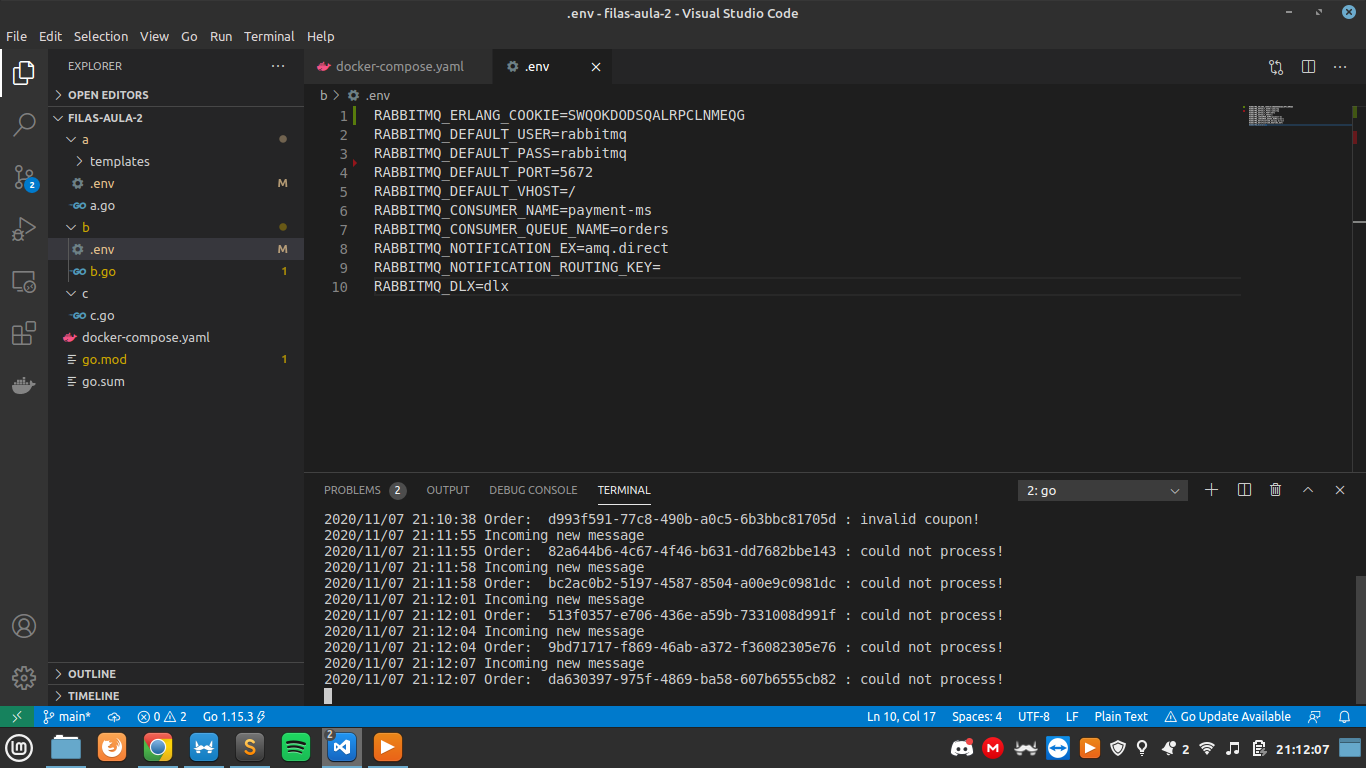 .env - filas-aula-2 - Visual Studio Code
File Edit Selection View Go Run Terminal Help
EXPLORER
OPEN EDITORS
FILAS-AULA-2
a
templates
.env M
GO a.go
b
.env M
GO b.go 1
c
GO c.go
docker-compose.yaml
go.mod 1
go.sum
OUTLINE
TIMELINE
2
docker-compose.yaml .env
b > .env
1 RABBITMQ_ERLANG_COOKIE=SWQOKDODSQALRPCLNMEQG
2 RABBITMQ_DEFAULT_USER=rabbitmq
3 RABBITMQ_DEFAULT_PASS=rabbitmq
4 RABBITMQ_DEFAULT_PORT=5672
5 RABBITMQ_DEFAULT_VHOST=/
6 RABBITMQ_CONSUMER_NAME=payment-ms
7 RABBITMQ_CONSUMER_QUEUE_NAME=orders
8 RABBITMQ_NOTIFICATION_EX=amq.direct
9 RABBITMQ_NOTIFICATION_ROUTING_KEY=
10 RABBITMQ_DLX=dlx
PROBLEMS 2 OUTPUT DEBUG CONSOLE TERMINAL 2: go
2020/11/07 21:10:38 Order:  d993f591-77c8-490b-a0c5-6b3bbc81705d : invalid coupon!
2020/11/07 21:11:55 Incoming new message
2020/11/07 21:11:55 Order:  82a644b6-4c67-4f46-b631-dd7682bbe143 : could not process!
2020/11/07 21:11:58 Incoming new message
2020/11/07 21:11:58 Order:  bc2ac0b2-5197-4587-8504-a00e9c0981dc : could not process!
2020/11/07 21:12:01 Incoming new message
2020/11/07 21:12:01 Order:  513f0357-e706-436e-a59b-7331008d991f : could not process!
2020/11/07 21:12:04 Incoming new message
2020/11/07 21:12:04 Order:  9bd71717-f869-46ab-a372-f36082305e76 : could not process!
2020/11/07 21:12:07 Incoming new message
2020/11/07 21:12:07 Order:  da630397-975f-4869-ba58-607b6555cb82 : could not process!
main* 0 2 Go 1.15.3 Ln 10, Col 17 Spaces: 4 UTF-8 LF Plain Text Go Update Available
S 2 M 2 21:12:07